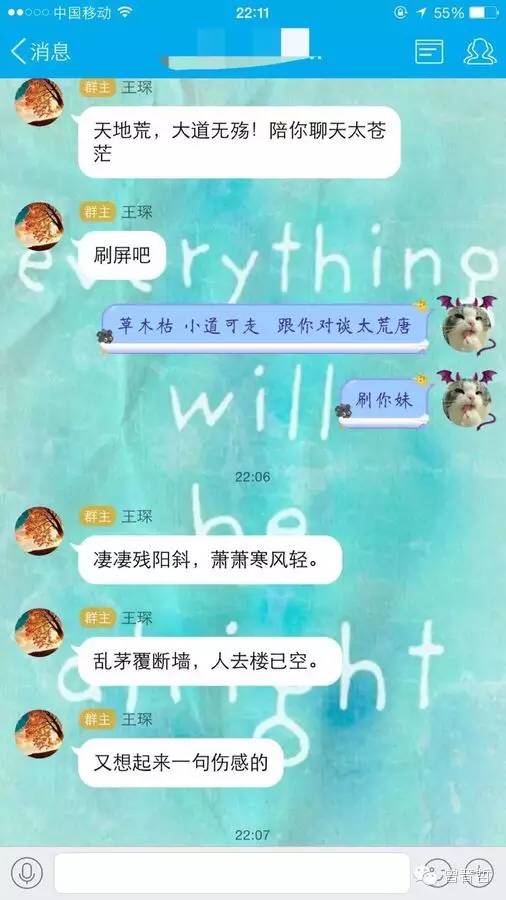 中国移动 22:11 55%
消息
群主 王琛
天地荒，大道无殇！陪你聊天太苍
茫
群主 王琛
刷屏吧
everything
草木枯 小道可走 跟你对谈太荒唐
will
刷你妹
22:06
群主 王琛
be
凄凄残阳斜，萧萧寒风轻。
群主 王琛
乱茅覆断墙，人去楼已空。
alright
群主 王琛
又想起来一句伤感的
22:07
曾晋哲